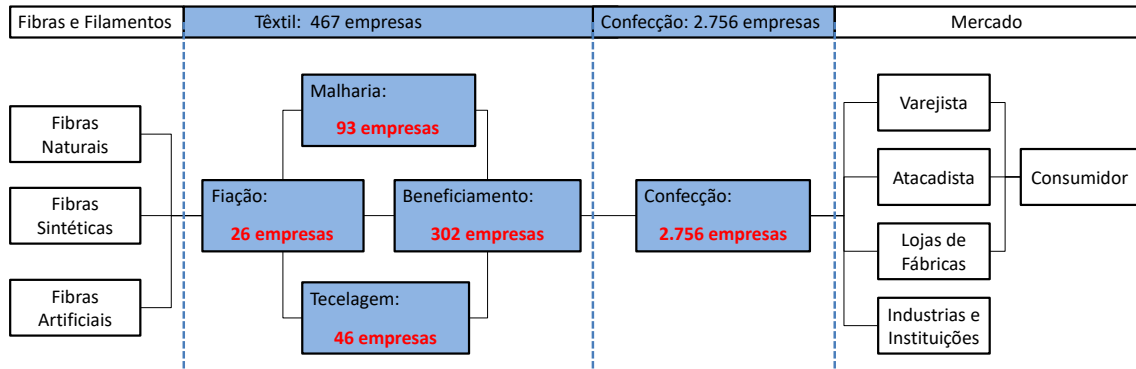 Fibras e Filamentos
Têxtil: 467 empresas
Confecção: 2.756 empresas
Mercado
Fibras
Naturais
Fibras
Sintéticas
Fibras
Artificiais
Malharia:
93 empresas
Fiação:
26 empresas
Beneficiamento:
302 empresas
Tecelagem:
46 empresas
Confecção:
2.756 empresas
Varejista
Atacadista
Lojas de
Fábricas
Industrias e
Instituições
Consumidor